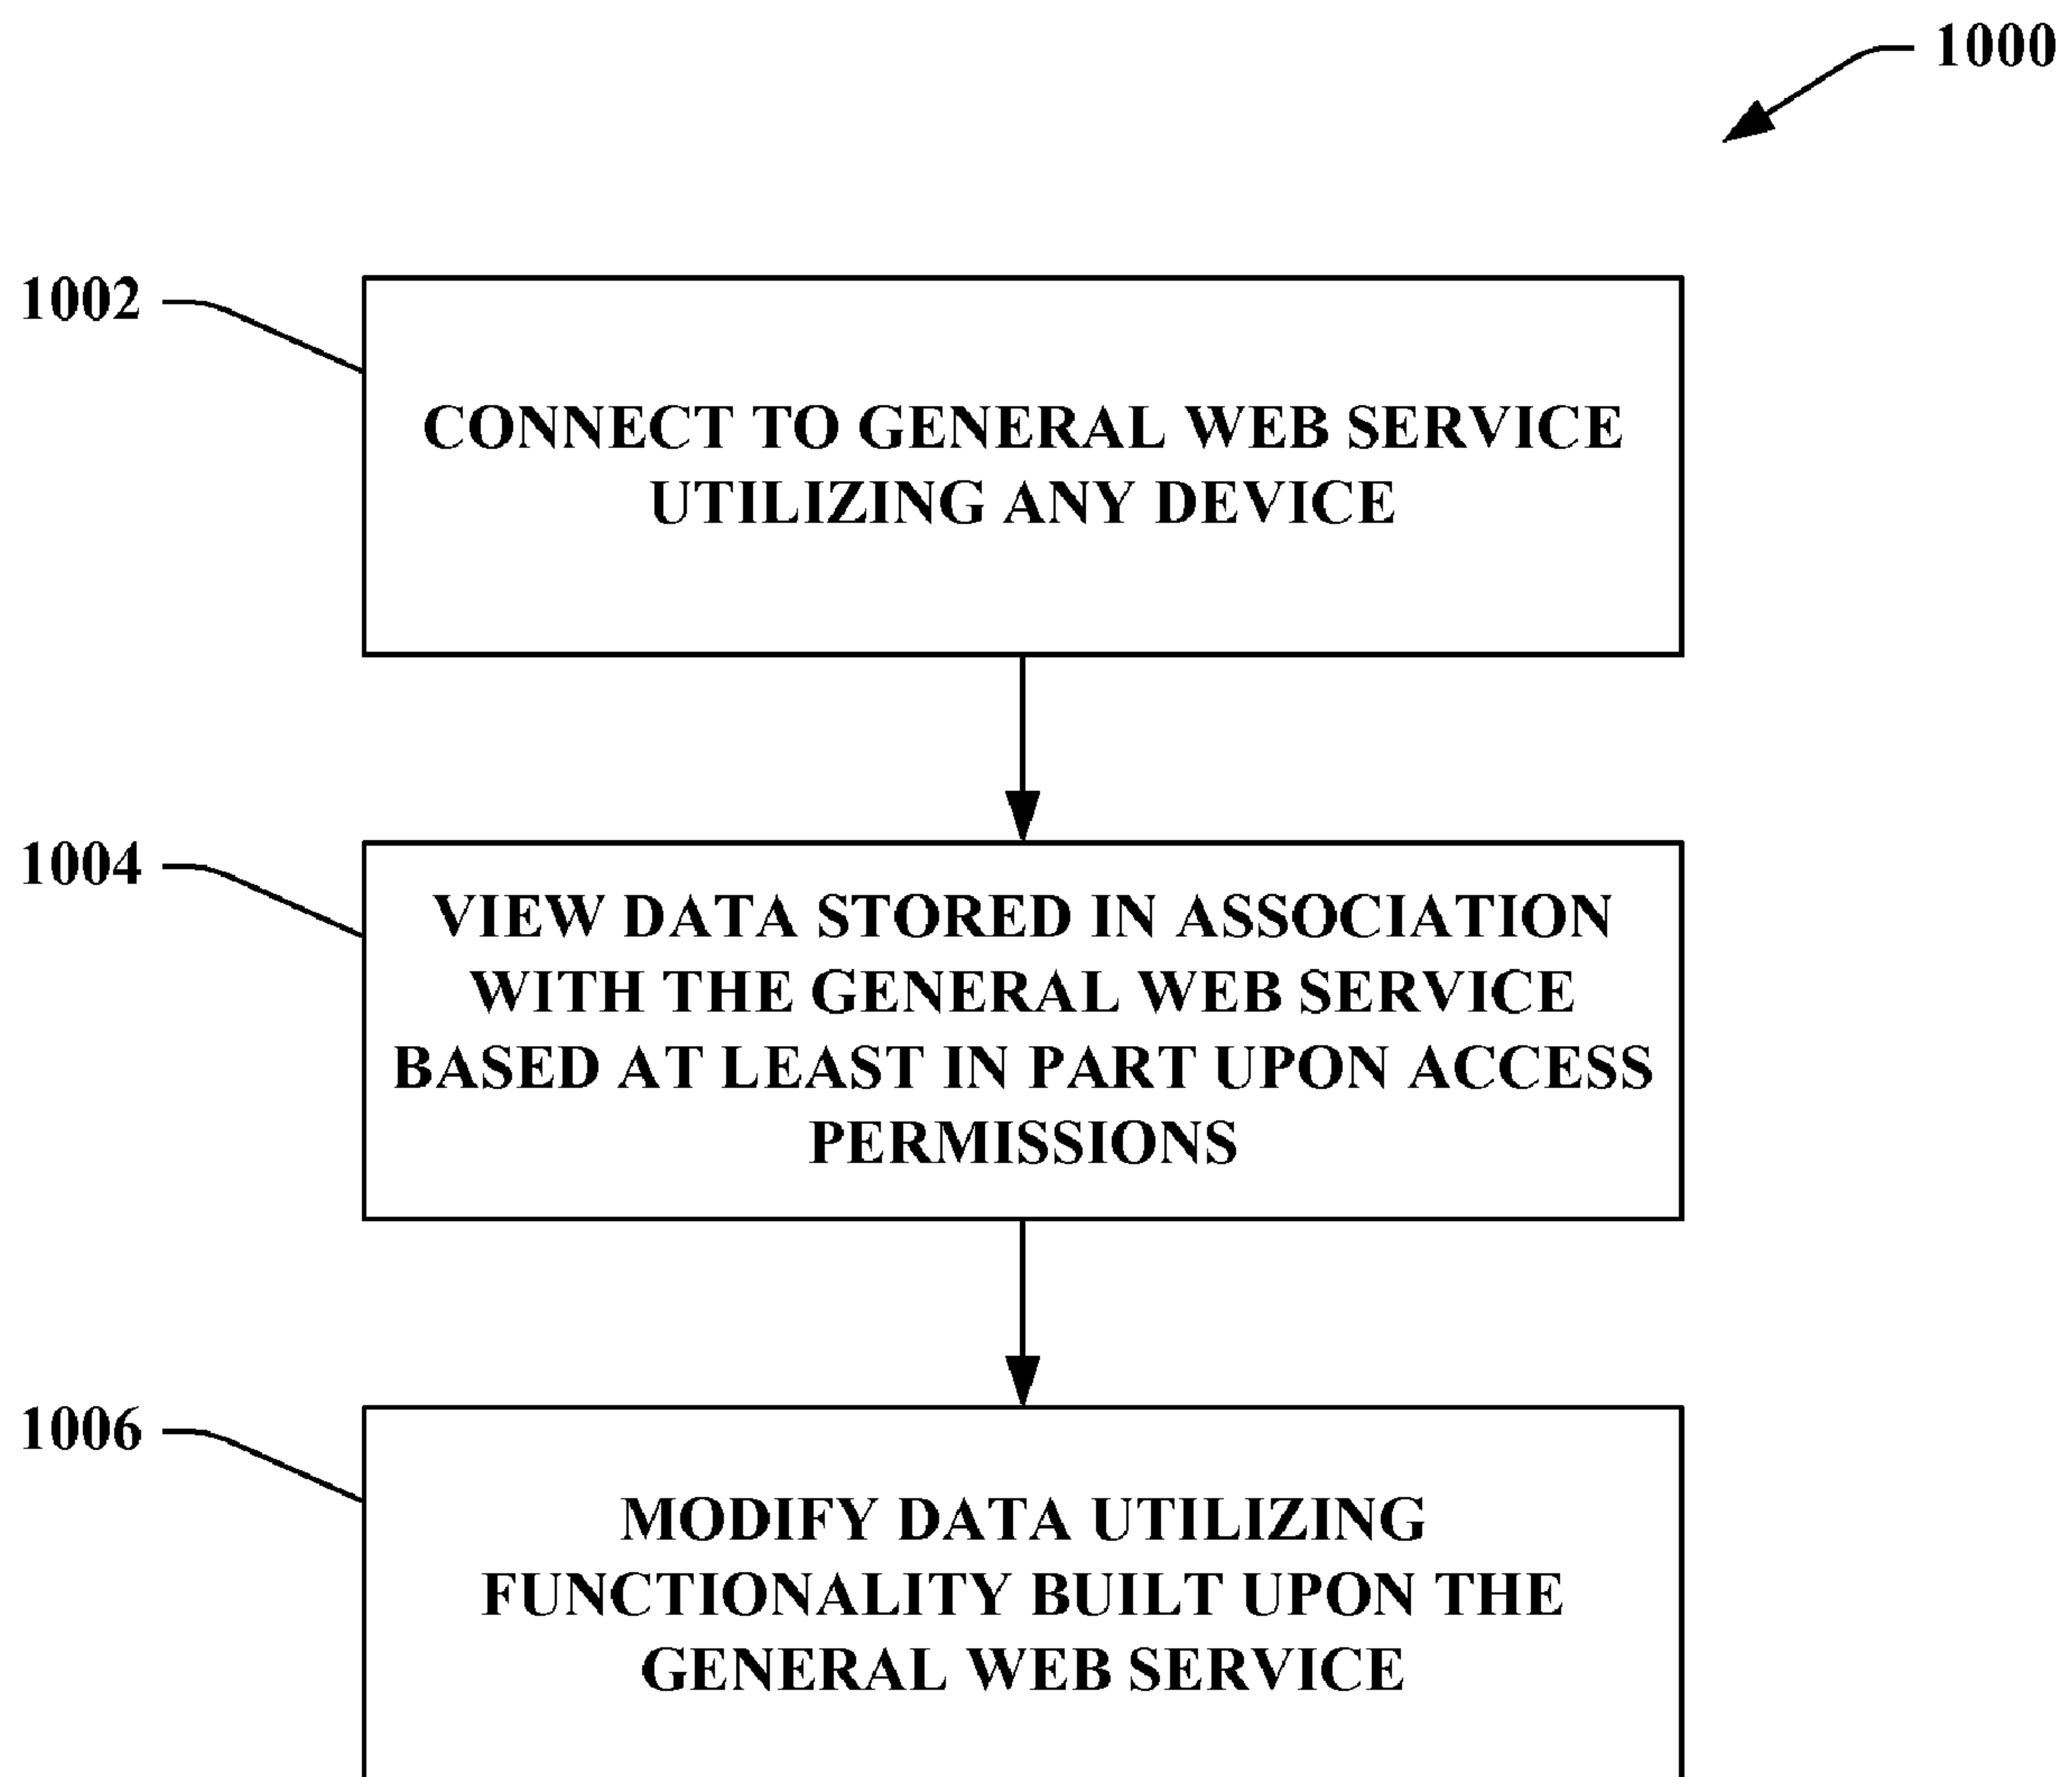 1000
1002
CONNECT TO GENERAL WEB SERVICE
UTILIZING ANY DEVICE
1004
VIEW DATA STORED IN ASSOCIATION
WITH THE GENERAL WEB SERVICE
BASED AT LEAST IN PART UPON ACCESS
PERMISSIONS
1006
MODIFY DATA UTILIZING
FUNCTIONALITY BUILT UPON THE
GENERAL WEB SERVICE